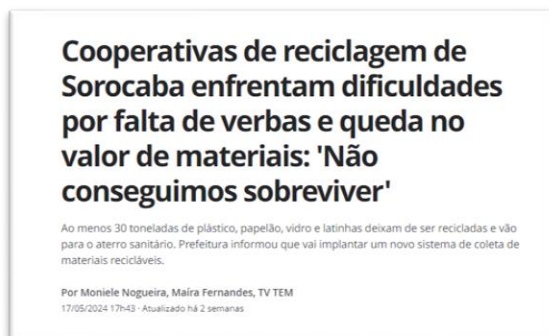 Cooperativas de reciclagem de
Sorocaba enfrentam dificuldades
por falta de verbas e queda no
valor de materiais: 'Não
conseguimos sobreviver'
Ao menos 30 toneladas de plástico, papelão, vidro e latinhas deixam de ser recicladas e vão
para o aterro sanitário. Prefeitura informou que vai implantar um novo sistema de coleta de
materiais recicláveis.
Por Moniele Nogueira, Maíra Fernandes, TV TEM
17/05/2024 17h43 · Atualizado há 2 semanas